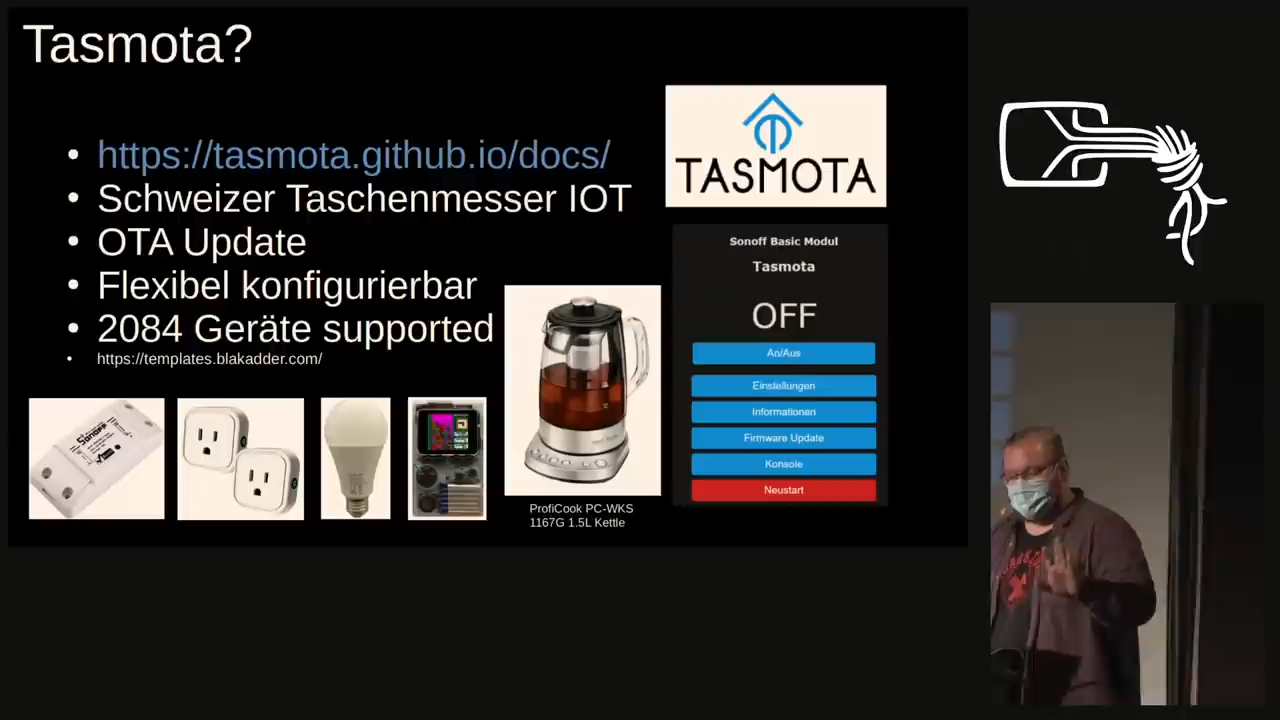 Tasmota?
https://tasmota.github.io/docs/
Schweizer Taschenmesser IOT
OTA Update
Flexibel konfigurierbar
2084 Geräte supported
https://templates.blakadder.com/
TASMOTA
Sonoff Basic Modul
Tasmota
OFF
An/Aus
Einstellungen
Informationen
Firmware Update
Konsole
Neustart
SONOFF
ProfiCook PC-WKS
1167G 1.5L Kettle